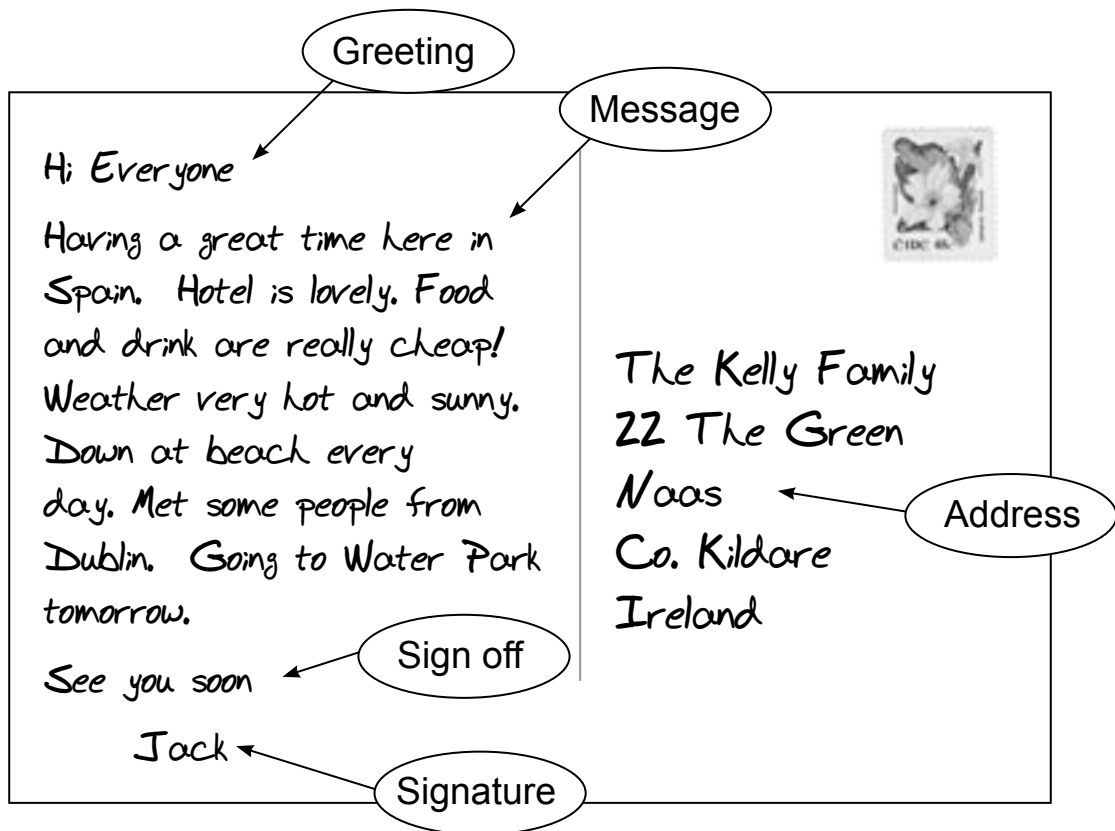 Greeting
Message
Hi Everyone
Having a great time here in
Spain. Hotel is lovely. Food
and drink are really cheap!
Weather very hot and sunny.
Down at beach every
day. Met some people from
Dublin. Going to Water Park
tomorrow.
Sign off
See you soon
Jack
Signature
The Kelly Family
22 The Green
Naas
Address
Co. Kildare
Ireland